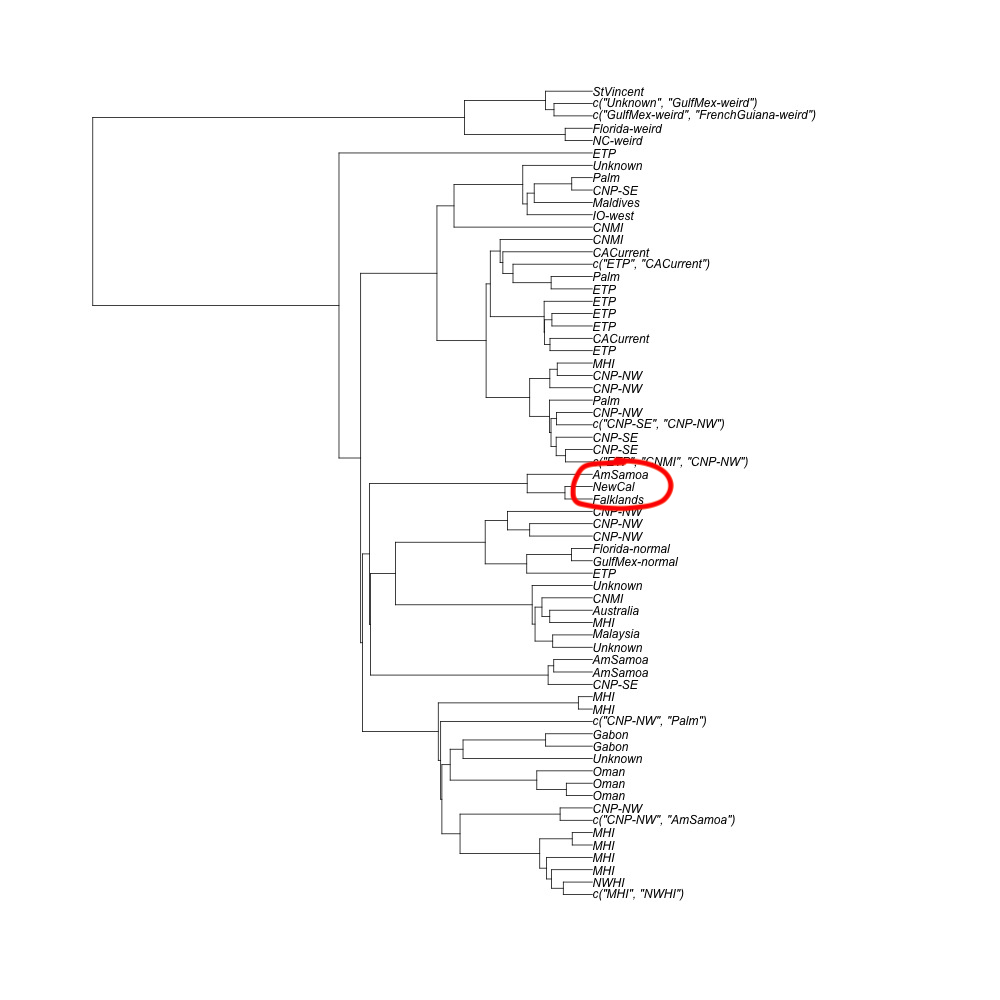 StVincent
c("Unknown", "GulfMex-weird")
c("GulfMex-weird", "FrenchGuiana-weird")
Florida-weird
NC-weird
ETP
Unknown
Palm
CNP-SE
Maldives
IO-west
CNMI
CNMI
CACurrent
c("ETP", "CACurrent")
Palm
ETP
ETP
ETP
ETP
CACurrent
ETP
MHI
CNP-NW
CNP-NW
Palm
CNP-NW
c("CNP-SE", "CNP-NW")
CNP-SE
CNP-SE
c("ETP", "CNMI", "CNP-NW")
AmSamoa
NewCal
Falklands
CNP-NW
CNP-NW
CNP-NW
Florida-normal
GulfMex-normal
ETP
Unknown
CNMI
Australia
MHI
Malaysia
Unknown
AmSamoa
AmSamoa
CNP-SE
MHI
MHI
c("CNP-NW", "Palm")
Gabon
Gabon
Unknown
Oman
Oman
Oman
CNP-NW
c("CNP-NW", "AmSamoa")
MHI
MHI
MHI
MHI
NWHI
c("MHI", "NWHI")